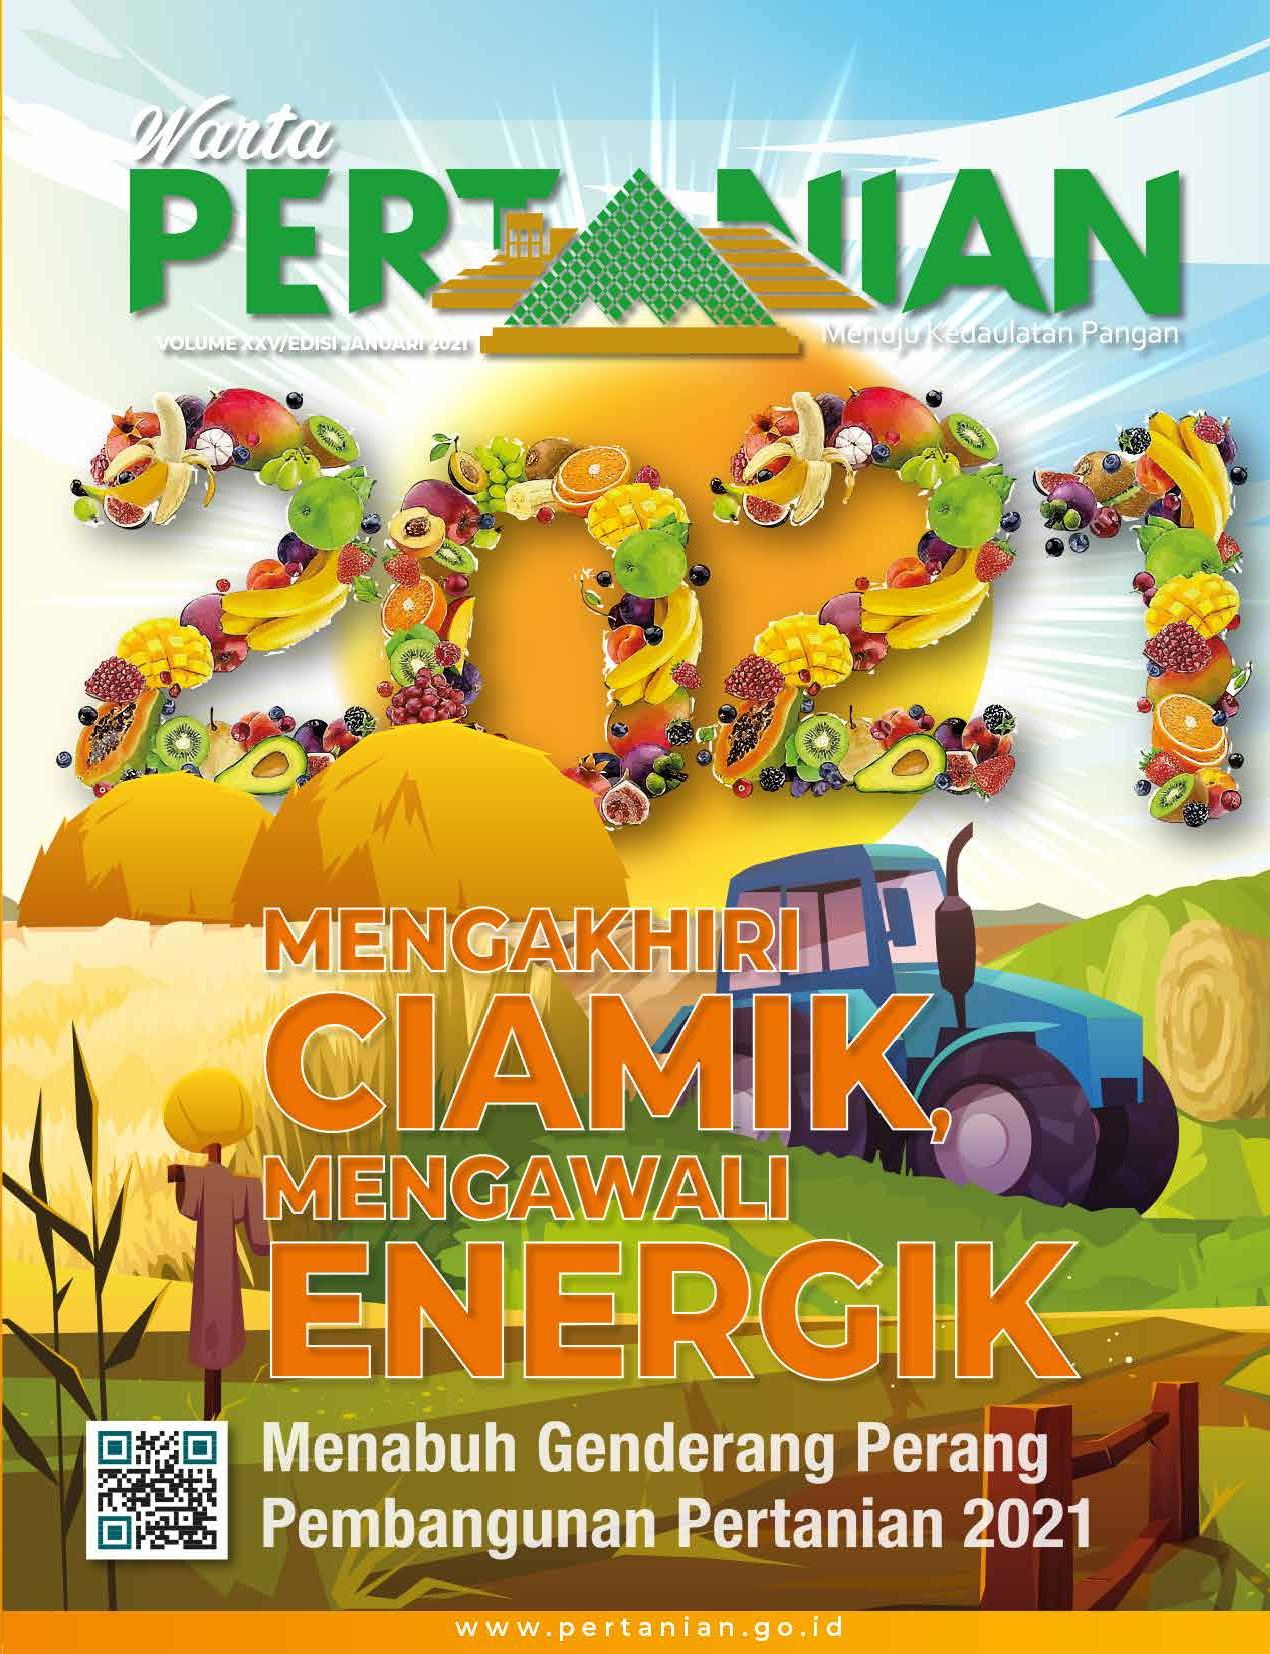 Warta
PERTANIAN
VOLUME XXV/EDISI JANUARI 2021
Menuju Kedaulatan Pangan
2021
MENGAKHIRI
CIAMIK,
MENGAWALI
ENERGIK
Menabuh Genderang Perang
Pembangunan Pertanian 2021
www.pertanian.go.id